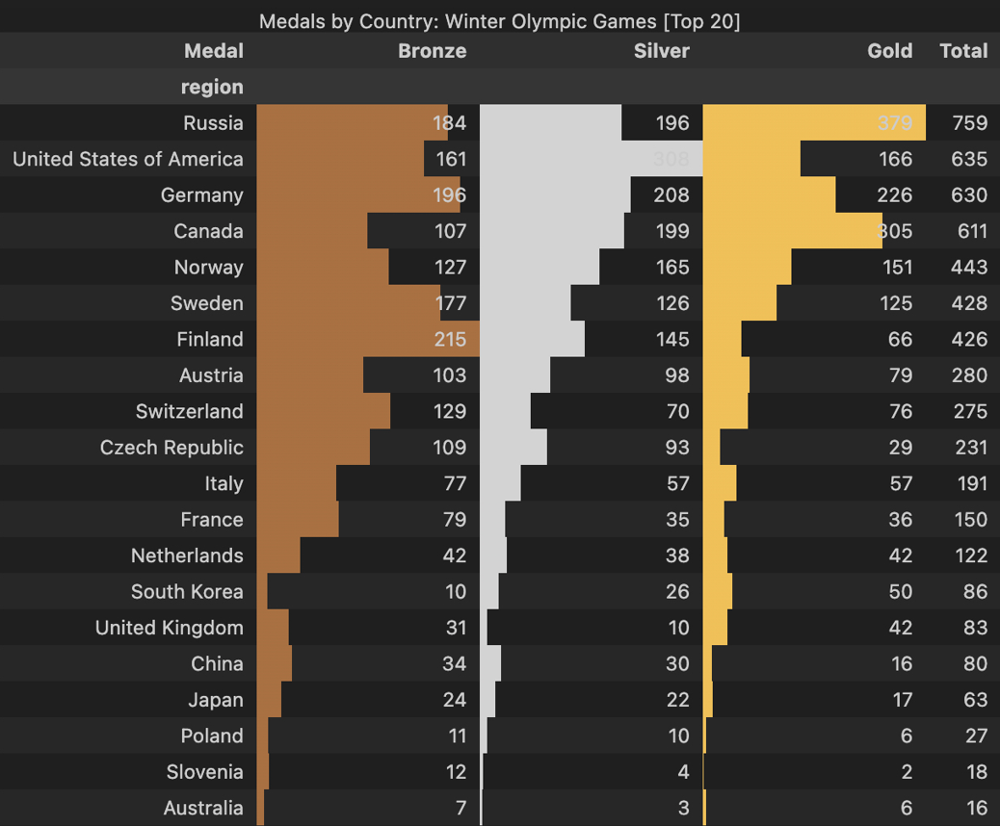 Medals by Country: Winter Olympic Games [Top 20]
Medal Bronze Silver Gold Total
region
Russia 184 196 379 759
United States of America 161 308 166 635
Germany 196 208 226 630
Canada 107 199 305 611
Norway 127 165 151 443
Sweden 177 126 125 428
Finland 215 145 66 426
Austria 103 98 79 280
Switzerland 129 70 76 275
Czech Republic 109 93 29 231
Italy 77 57 57 191
France 79 35 36 150
Netherlands 42 38 42 122
South Korea 10 26 50 86
United Kingdom 31 10 42 83
China 34 30 16 80
Japan 24 22 17 63
Poland 11 10 6 27
Slovenia 12 4 2 18
Australia 7 3 6 16